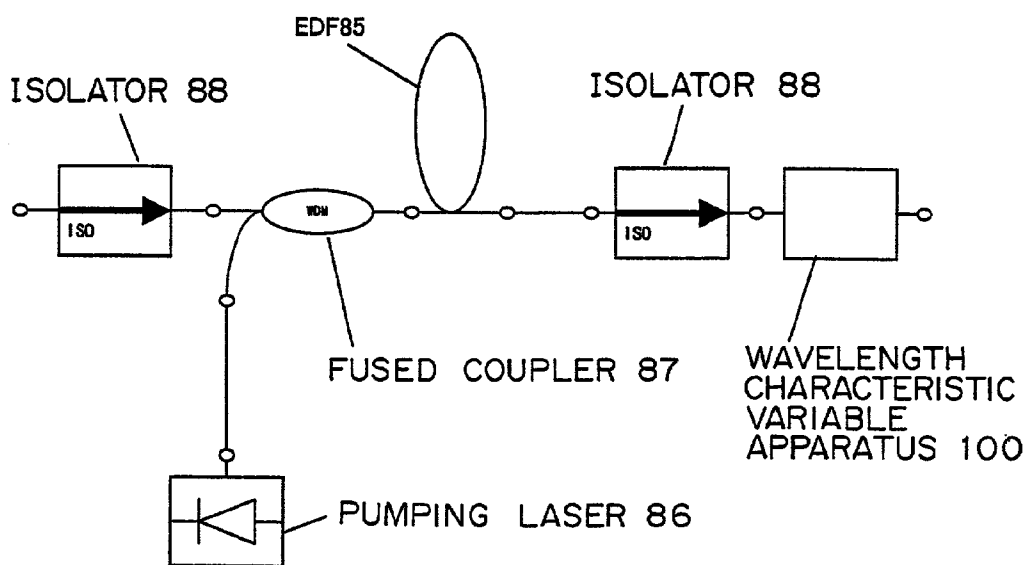 EDF85
ISOLATOR 88
ISOLATOR 88
WDM
ISO
ISO
FUSED COUPLER 87
WAVELENGTH
CHARACTERISTIC
VARIABLE
APPARATUS 100
PUMPING LASER 86